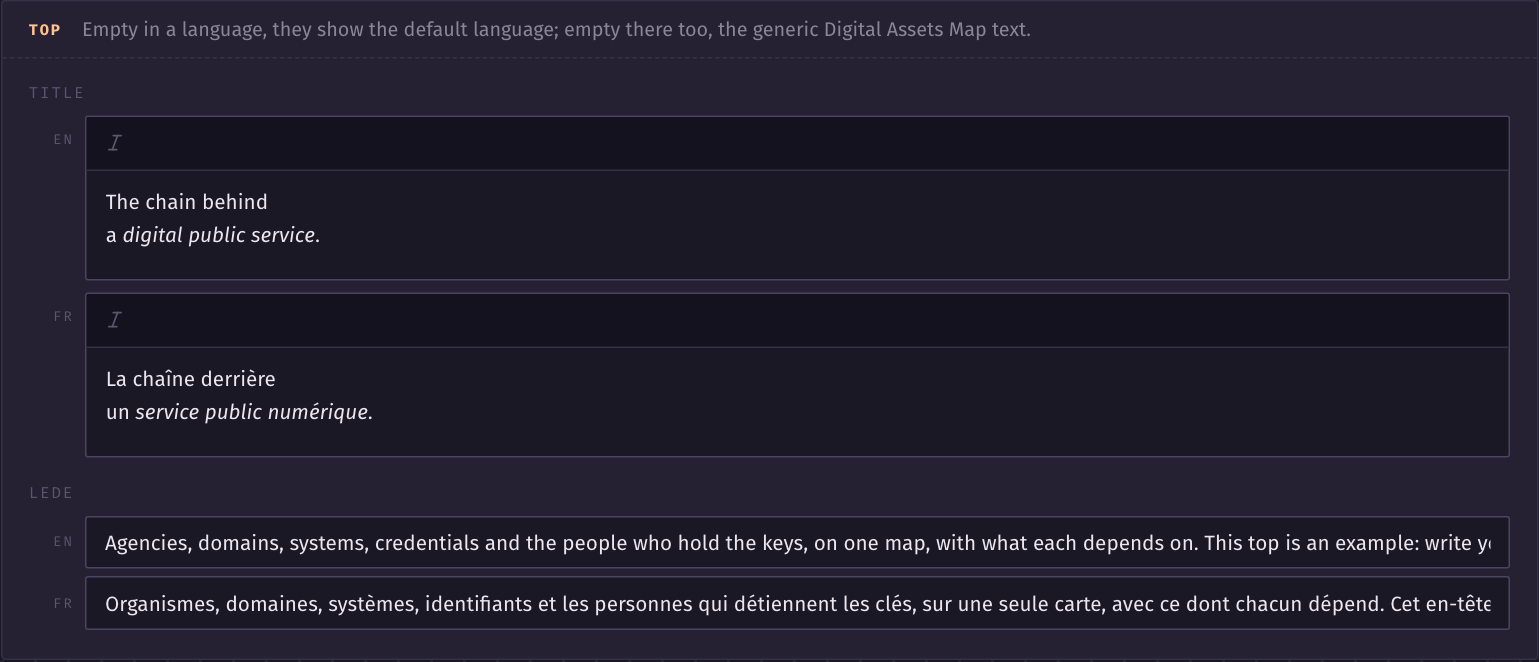 TOP Empty in a language, they show the default language; empty there too, the generic Digital Assets Map text.
TITLE
EN
I
The chain behind
a digital public service.
FR
I
La chaîne derrière
un service public numérique.
LEDE
EN Agencies, domains, systems, credentials and the people who hold the keys, on one map, with what each depends on. This top is an example: write
FR Organismes, domaines, systèmes, identifiants et les personnes qui détiennent les clés, sur une seule carte, avec ce dont chacun dépend. Cet en-tête